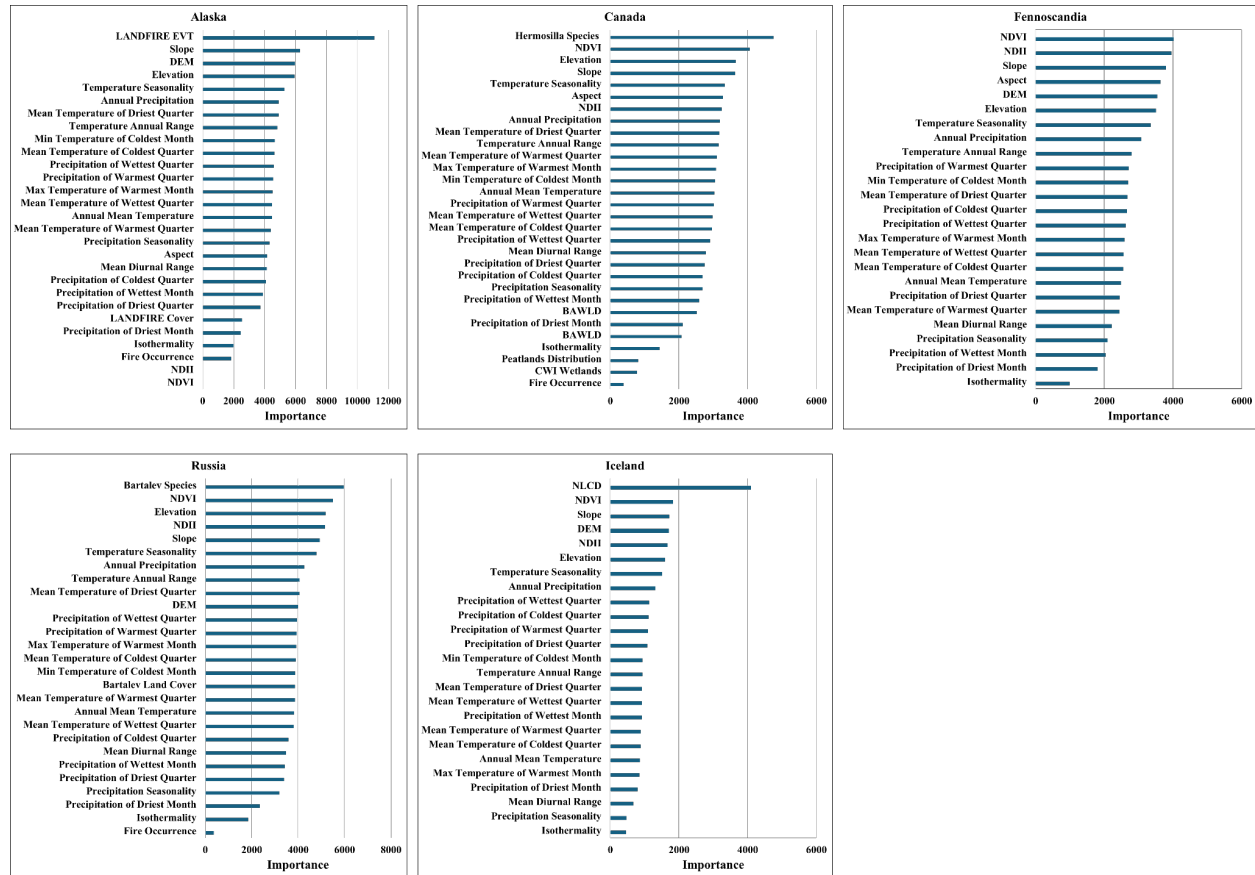 Alaska
LANDFIRE EVT
Slope
DEM
Elevation
Temperature Seasonality
Annual Precipitation
Mean Temperature of Driest Quarter
Temperature Annual Range
Min Temperature of Coldest Month
Mean Temperature of Coldest Quarter
Precipitation of Wettest Quarter
Precipitation of Warmest Quarter
Max Temperature of Warmest Month
Mean Temperature of Wettest Quarter
Annual Mean Temperature
Mean Temperature of Warmest Quarter
Precipitation Seasonality
Aspect
Mean Diurnal Range
Precipitation of Coldest Quarter
Precipitation of Wettest Month
Precipitation of Driest Quarter
LANDFIRE Cover
Precipitation of Driest Month
Isothermality
Fire Occurrence
NDII
NDVI
0 2000 4000 6000 8000 10000 12000
Importance
Canada
Hermosilla Species
NDVI
Elevation
Slope
Temperature Seasonality
Aspect
NDII
Annual Precipitation
Mean Temperature of Driest Quarter
Temperature Annual Range
Mean Temperature of Warmest Quarter
Max Temperature of Warmest Month
Min Temperature of Coldest Month
Annual Mean Temperature
Precipitation of Warmest Quarter
Mean Temperature of Wettest Quarter
Mean Temperature of Coldest Quarter
Precipitation of Wettest Quarter
Mean Diurnal Range
Precipitation of Driest Quarter
Precipitation of Coldest Quarter
Precipitation Seasonality
Precipitation of Wettest Month
BAWLD
Precipitation of Driest Month
BAWLD
Isothermality
Peatlands Distribution
CWI Wetlands
Fire Occurrence
0 2000 4000 6000
Importance
Fennoscandia
NDVI
NDII
Slope
Aspect
DEM
Elevation
Temperature Seasonality
Annual Precipitation
Temperature Annual Range
Precipitation of Warmest Quarter
Min Temperature of Coldest Month
Mean Temperature of Driest Quarter
Precipitation of Coldest Quarter
Precipitation of Wettest Quarter
Max Temperature of Warmest Month
Mean Temperature of Wettest Quarter
Mean Temperature of Coldest Quarter
Annual Mean Temperature
Precipitation of Driest Quarter
Mean Temperature of Warmest Quarter
Mean Diurnal Range
Precipitation Seasonality
Precipitation of Wettest Month
Precipitation of Driest Month
Isothermality
0 2000 4000 6000
Importance
Russia
Bartalev Species
NDVI
Elevation
NDII
Slope
Temperature Seasonality
Annual Precipitation
Temperature Annual Range
Mean Temperature of Driest Quarter
DEM
Precipitation of Wettest Quarter
Precipitation of Warmest Quarter
Max Temperature of Warmest Month
Mean Temperature of Coldest Quarter
Min Temperature of Coldest Month
Bartalev Land Cover
Mean Temperature of Warmest Quarter
Annual Mean Temperature
Mean Temperature of Wettest Quarter
Precipitation of Coldest Quarter
Mean Diurnal Range
Precipitation of Wettest Month
Precipitation of Driest Quarter
Precipitation Seasonality
Precipitation of Driest Month
Isothermality
Fire Occurrence
0 2000 4000 6000 8000
Importance
Iceland
NLCD
NDVI
Slope
DEM
NDII
Elevation
Temperature Seasonality
Annual Precipitation
Precipitation of Wettest Quarter
Precipitation of Coldest Quarter
Precipitation of Warmest Quarter
Precipitation of Driest Quarter
Min Temperature of Coldest Month
Temperature Annual Range
Mean Temperature of Driest Quarter
Mean Temperature of Wettest Quarter
Precipitation of Wettest Month
Mean Temperature of Warmest Quarter
Mean Temperature of Coldest Quarter
Annual Mean Temperature
Max Temperature of Warmest Month
Precipitation of Driest Month
Mean Diurnal Range
Precipitation Seasonality
Isothermality
0 2000 4000 6000
Importance